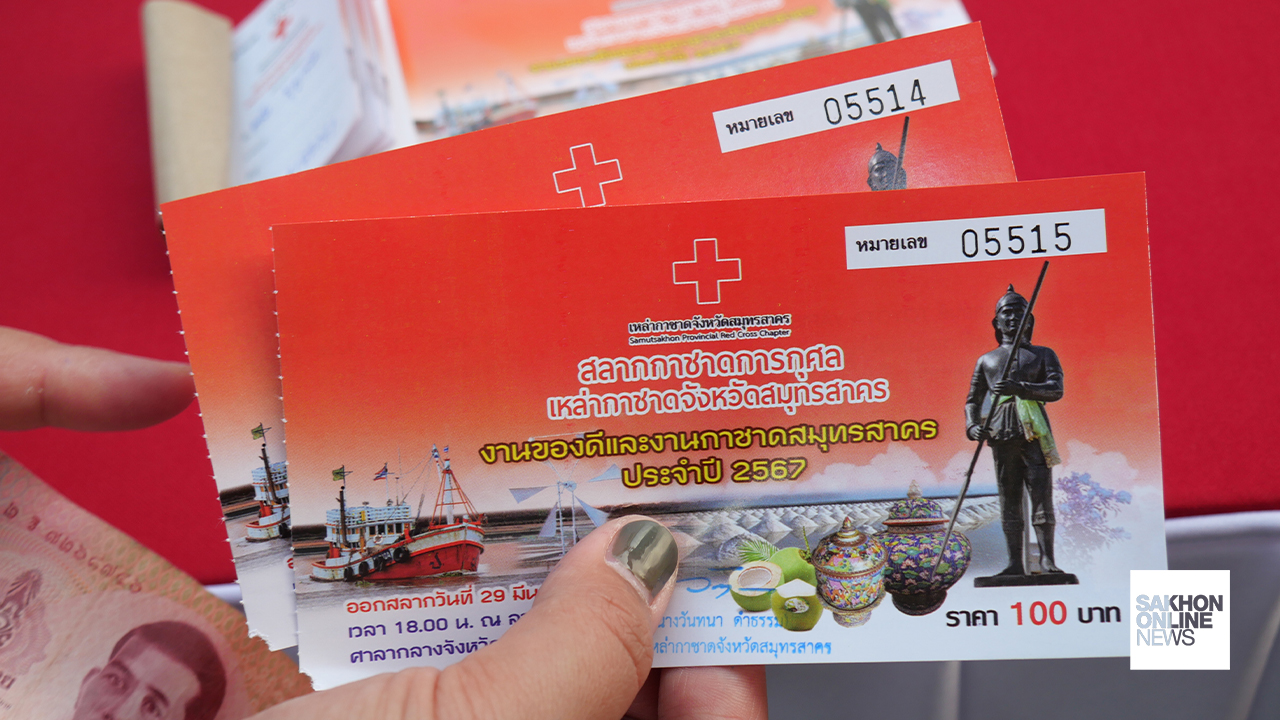 หมายเลข 05514
หมายเลข 05515
เหล่ากาชาดจังหวัดสมุทรสาคร
Samutsakhon Provincial Red Cross Chapter
สลากกาชาดการกุศล
เหล่ากาชาดจังหวัดสมุทรสาคร
งานของดีและงานกาชาดสมุทรสาคร
ประจำปี 2567
ออกสลากวันที่ 29
เวลา 18.00 น. ณ
ศาลากลางจังหวัด
นางวันทนา
เหล่ากาชาดจังหวัดสมุทรสาคร
ราคา 100 บาท
SAKHON
ONLINE
NEWS